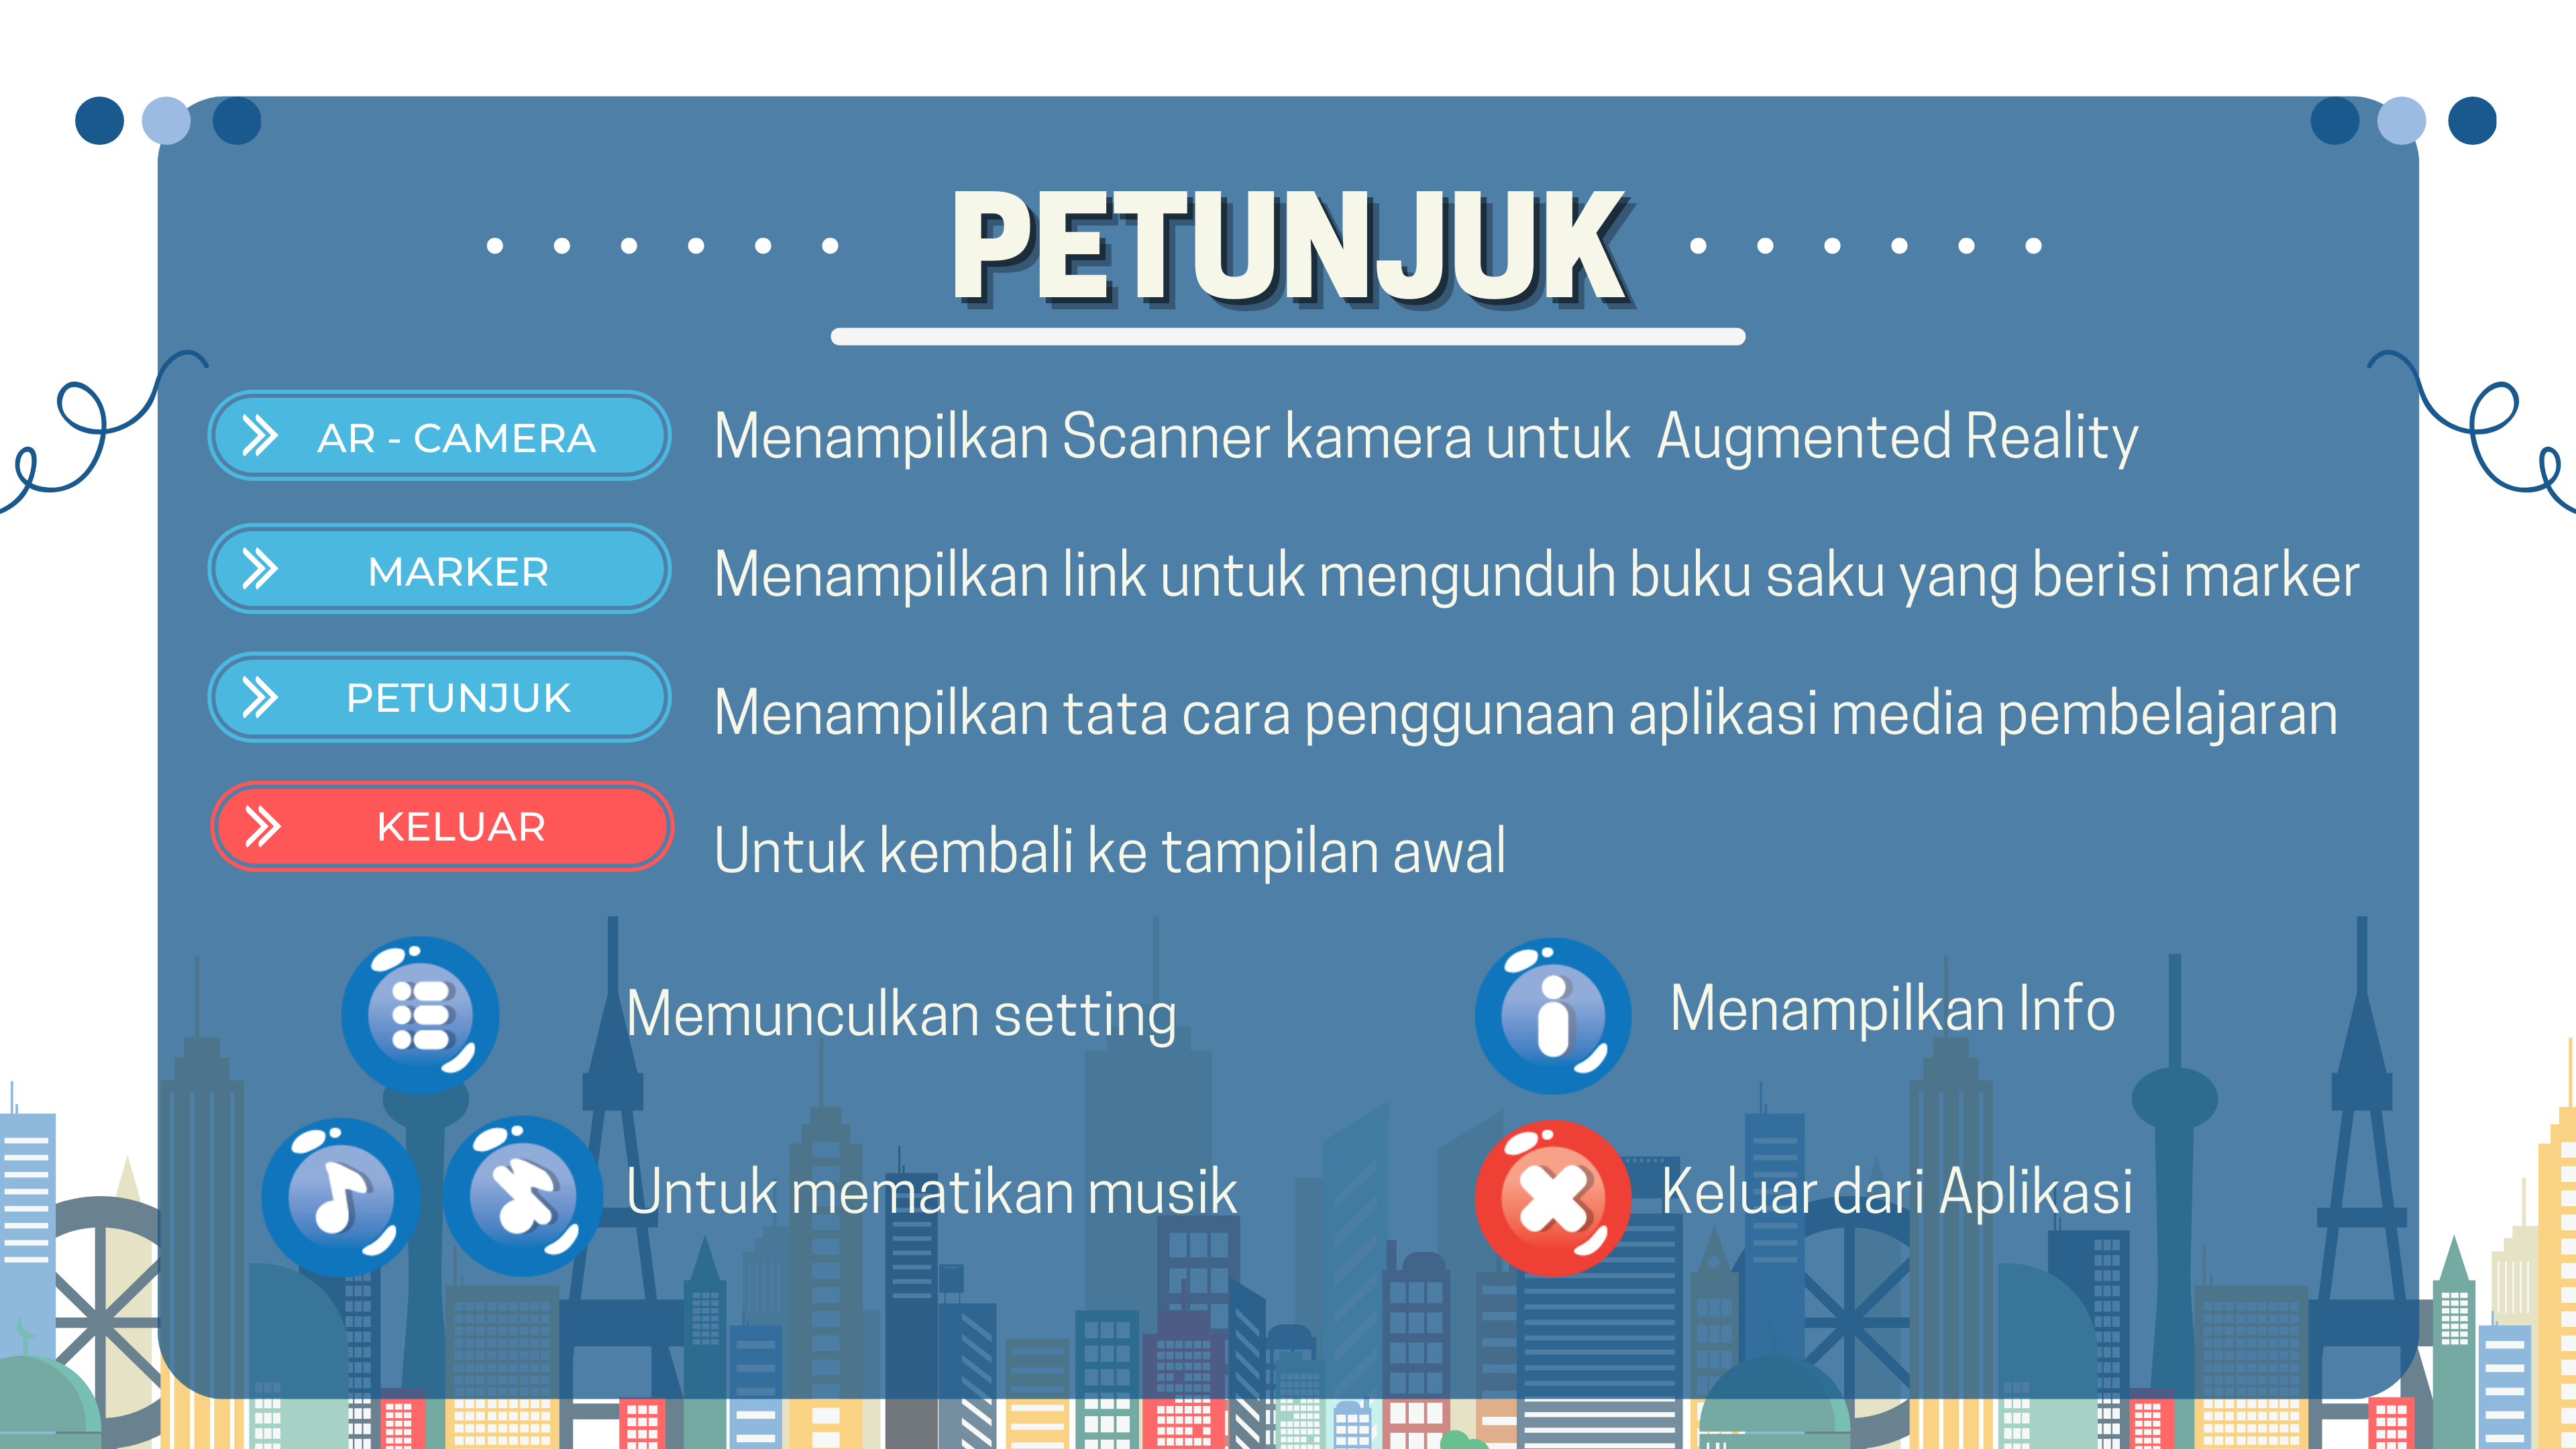 PETUNJUK
AR - CAMERA
Menampilkan Scanner kamera untuk Augmented Reality
MARKER
Menampilkan link untuk mengunduh buku saku yang berisi marker
PETUNJUK
Menampilkan tata cara penggunaan aplikasi media pembelajaran
KELUAR
Untuk kembali ke tampilan awal
Memunculkan setting
Menampilkan Info
Untuk mematikan musik
Keluar dari Aplikasi